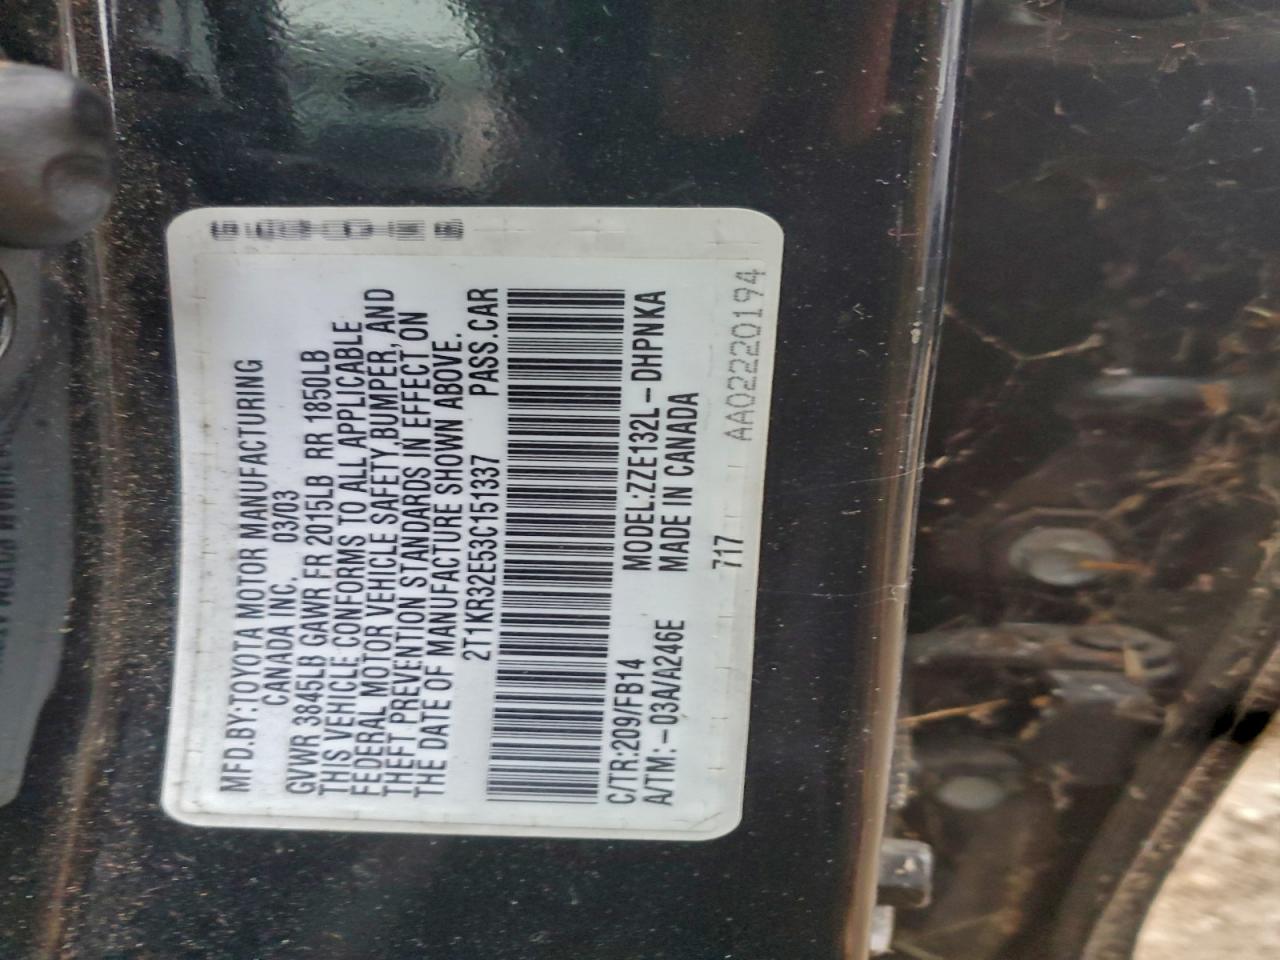 MFD.BY:TOYOTA MOTOR MANUFACTURING
CANADA INC. 03/03
GVWR 3845LB GAWR FR 2015LB RR 1850LB
THIS VEHICLE CONFORMS TO ALL APPLICABLE
FEDERAL MOTOR VEHICLE SAFETY,BUMPER, AND
THEFT PREVENTION STANDARDS IN EFFECT ON
THE DATE OF MANUFACTURE SHOWN ABOVE.
2T1KR32E53C151337 PASS.CAR
C/TR:209/FB14 MODEL:ZZE132L-DHPNKA
A/TM:-03A/A246E MADE IN CANADA
717 AA02220194